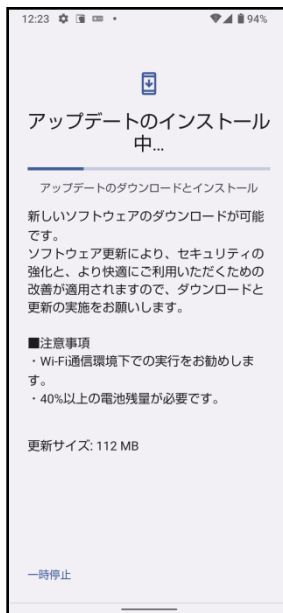 12:23
94%
アップデートのインストール
中...
アップデートのダウンロードとインストール
新しいソフトウェアのダウンロードが可能
です。
ソフトウェア更新により、セキュリティの
強化と、より快適にご利用いただくための
改善が適用されますので、ダウンロードと
更新の実施をお願いします。
■注意事項
・Wi-Fi通信環境下での実行をお勧めしま
す。
・40%以上の電池残量が必要です。
更新サイズ: 112 MB
一時停止